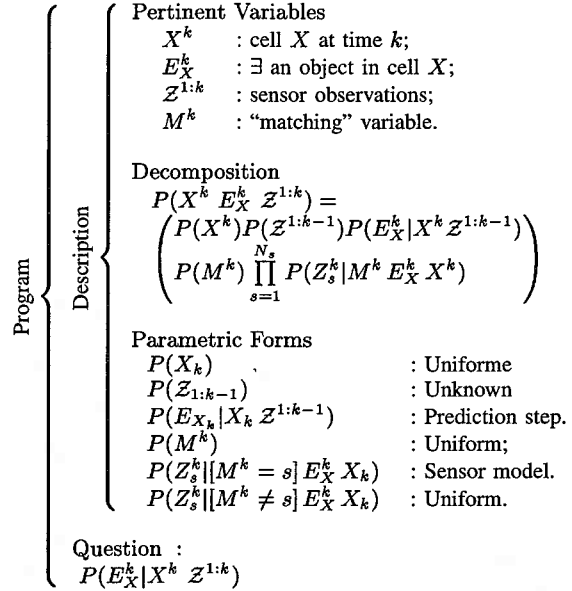 Program
Description
Pertinent Variables
X^k : cell X at time k;
E_X^k : ∃ an object in cell X;
𝒵^{1:k} : sensor observations;
M^k : “matching” variable.
Decomposition
P(X^k E_X^k 𝒵^{1:k}) =
( P(X^k)P(𝒵^{1:k-1})P(E_X^k|X^k 𝒵^{1:k-1})
P(M^k) ∏_{s=1}^{N_s} P(Z_s^k|M^k E_X^k X^k) )
Parametric Forms
P(X_k) : Uniforme
P(𝒵_{1:k-1}) : Unknown
P(E_{X_k}|X_k 𝒵^{1:k-1}) : Prediction step.
P(M^k) : Uniform;
P(Z_s^k|[M^k = s] E_X^k X_k) : Sensor model.
P(Z_s^k|[M^k ≠ s] E_X^k X_k) : Uniform.
Question :
P(E_X^k|X^k 𝒵^{1:k})